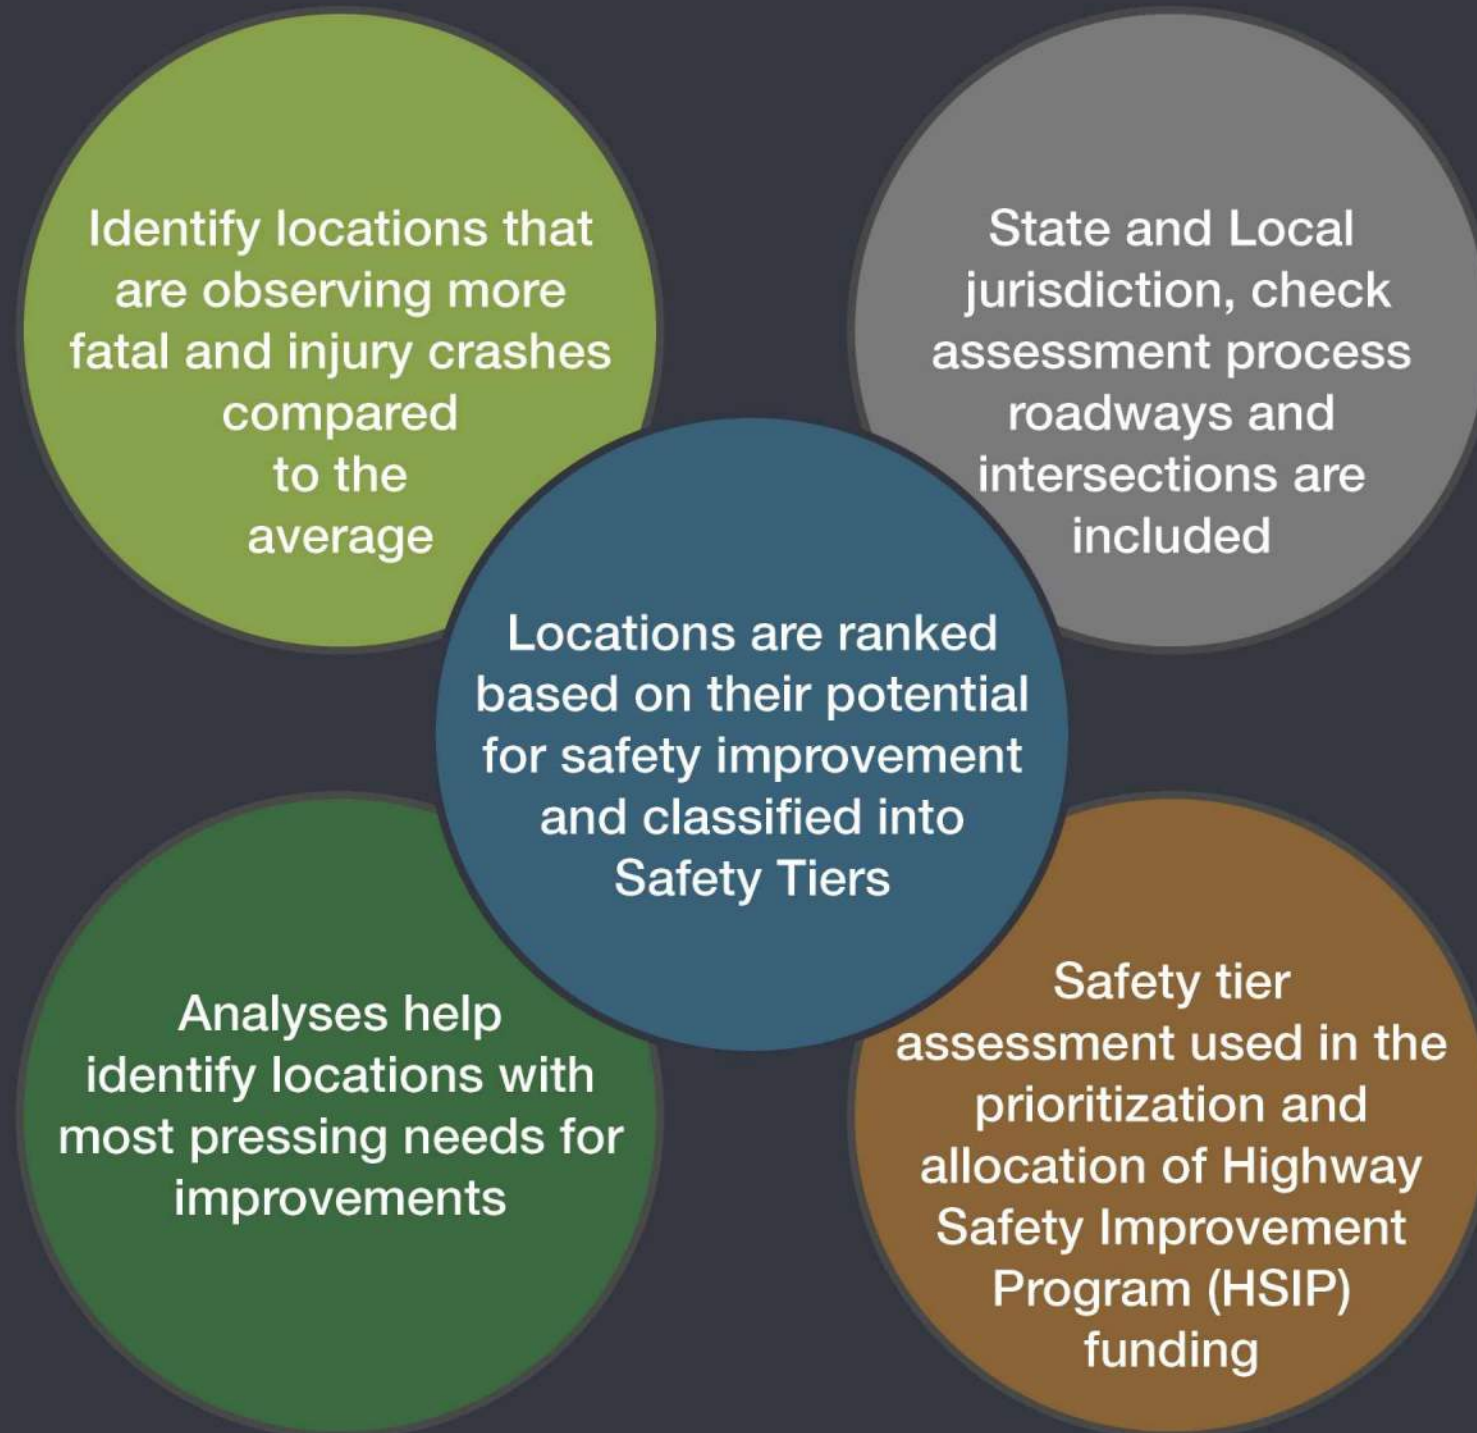 Identify locations that
are observing more
fatal and injury crashes
compared
to the
average
State and Local
jurisdiction, check
assessment process
roadways and
intersections are
included
Locations are ranked
based on their potential
for safety improvement
and classified into
Safety Tiers
Analyses help
identify locations with
most pressing needs for
improvements
Safety tier
assessment used in the
prioritization and
allocation of Highway
Safety Improvement
Program (HSIP)
funding